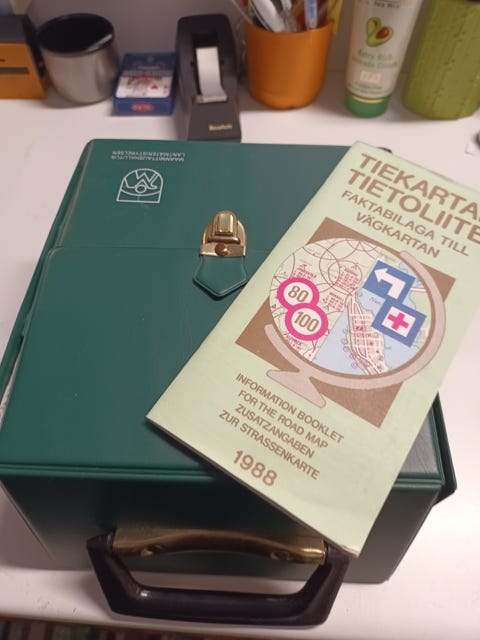 MAANMITTAUSHALLITUS
LANTMÄTERISTYRELSEN
Scotch
TIEKARTAN
TIETOLIITE
FAKTABILAGA TILL
VÄGKARTAN
80
100
INFORMATION BOOKLET
FOR THE ROAD MAP
ZUSATZANGABEN
ZUR STRASSENKARTE
1988